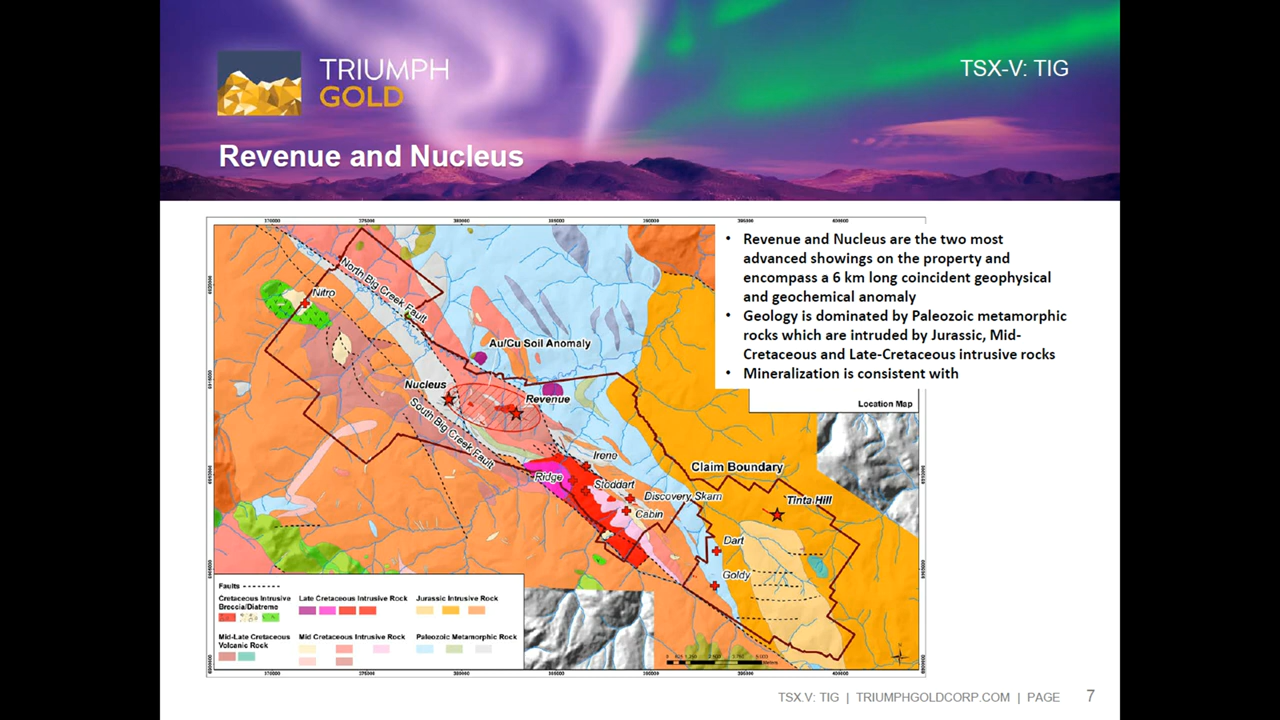 TRIUMPH
GOLD
TSX-V: TIG
Revenue and Nucleus
• Revenue and Nucleus are the two most
advanced showings on the property and
encompass a 6 km long coincident geophysical
and geochemical anomaly
• Geology is dominated by Paleozoic metamorphic
rocks which are intruded by Jurassic, Mid-
Cretaceous and Late-Cretaceous intrusive rocks
• Mineralization is consistent with
Location Map
370000 375000 380000
North Big Creek Fault
Nitro
Au/Cu Soil Anomaly
Nucleus
Revenue
South Big Creek Fault
Irene
Claim Boundary
Ridge
Stoddart
Discovery Skarn
Tinta Hill
Cabin
Dart
Goldy
Faults
Cretaceous Intrusive
Breccia/Diatreme
Late Cretaceous Intrusive Rock
Jurassic Intrusive Rock
Mid-Late Cretaceous
Volcanic Rock
Mid Cretaceous Intrusive Rock
Paleozoic Metamorphic Rock
TSX.V: TIG | TRIUMPHGOLDCORP.COM | PAGE 7